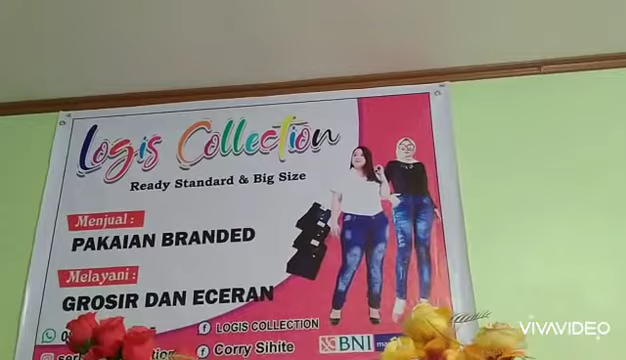 Logis Collection
Ready Standard & Big Size
Menjual :
PAKAIAN BRANDED
Melayani :
GROSIR DAN ECERAN
LOGIS COLLECTION
Corry Sihite
BNI
VIVAVIDEO